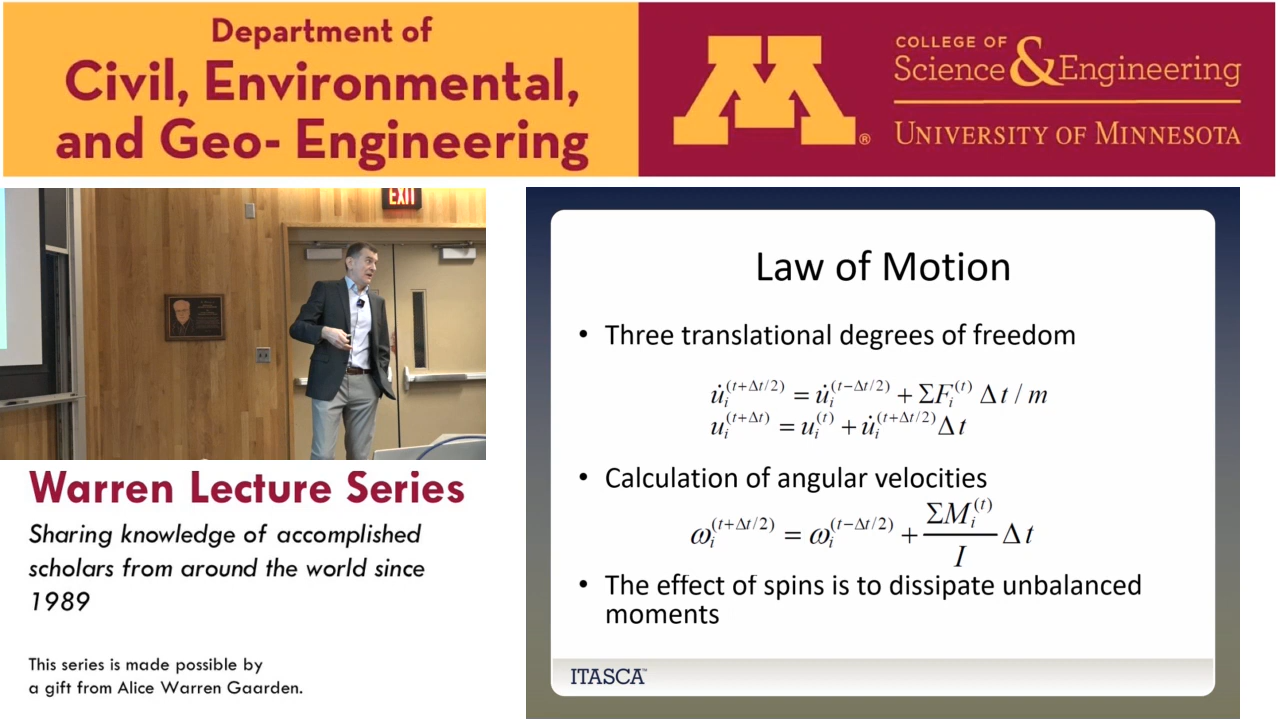 Department of
Civil, Environmental,
and Geo- Engineering
M®
COLLEGE OF
Science & Engineering
UNIVERSITY OF MINNESOTA
EXIT
Warren Lecture Series
Sharing knowledge of accomplished
scholars from around the world since
1989
This series is made possible by
a gift from Alice Warren Gaarden.
Law of Motion
• Three translational degrees of freedom
u̇ᵢ^(t+Δt/2) = u̇ᵢ^(t−Δt/2) + ΣFᵢ^(t) Δt / m
uᵢ^(t+Δt) = uᵢ^(t) + u̇ᵢ^(t+Δt/2) Δt
• Calculation of angular velocities
ωᵢ^(t+Δt/2) = ωᵢ^(t−Δt/2) + ΣMᵢ^(t) / I Δt
• The effect of spins is to dissipate unbalanced
moments
ITASCA™